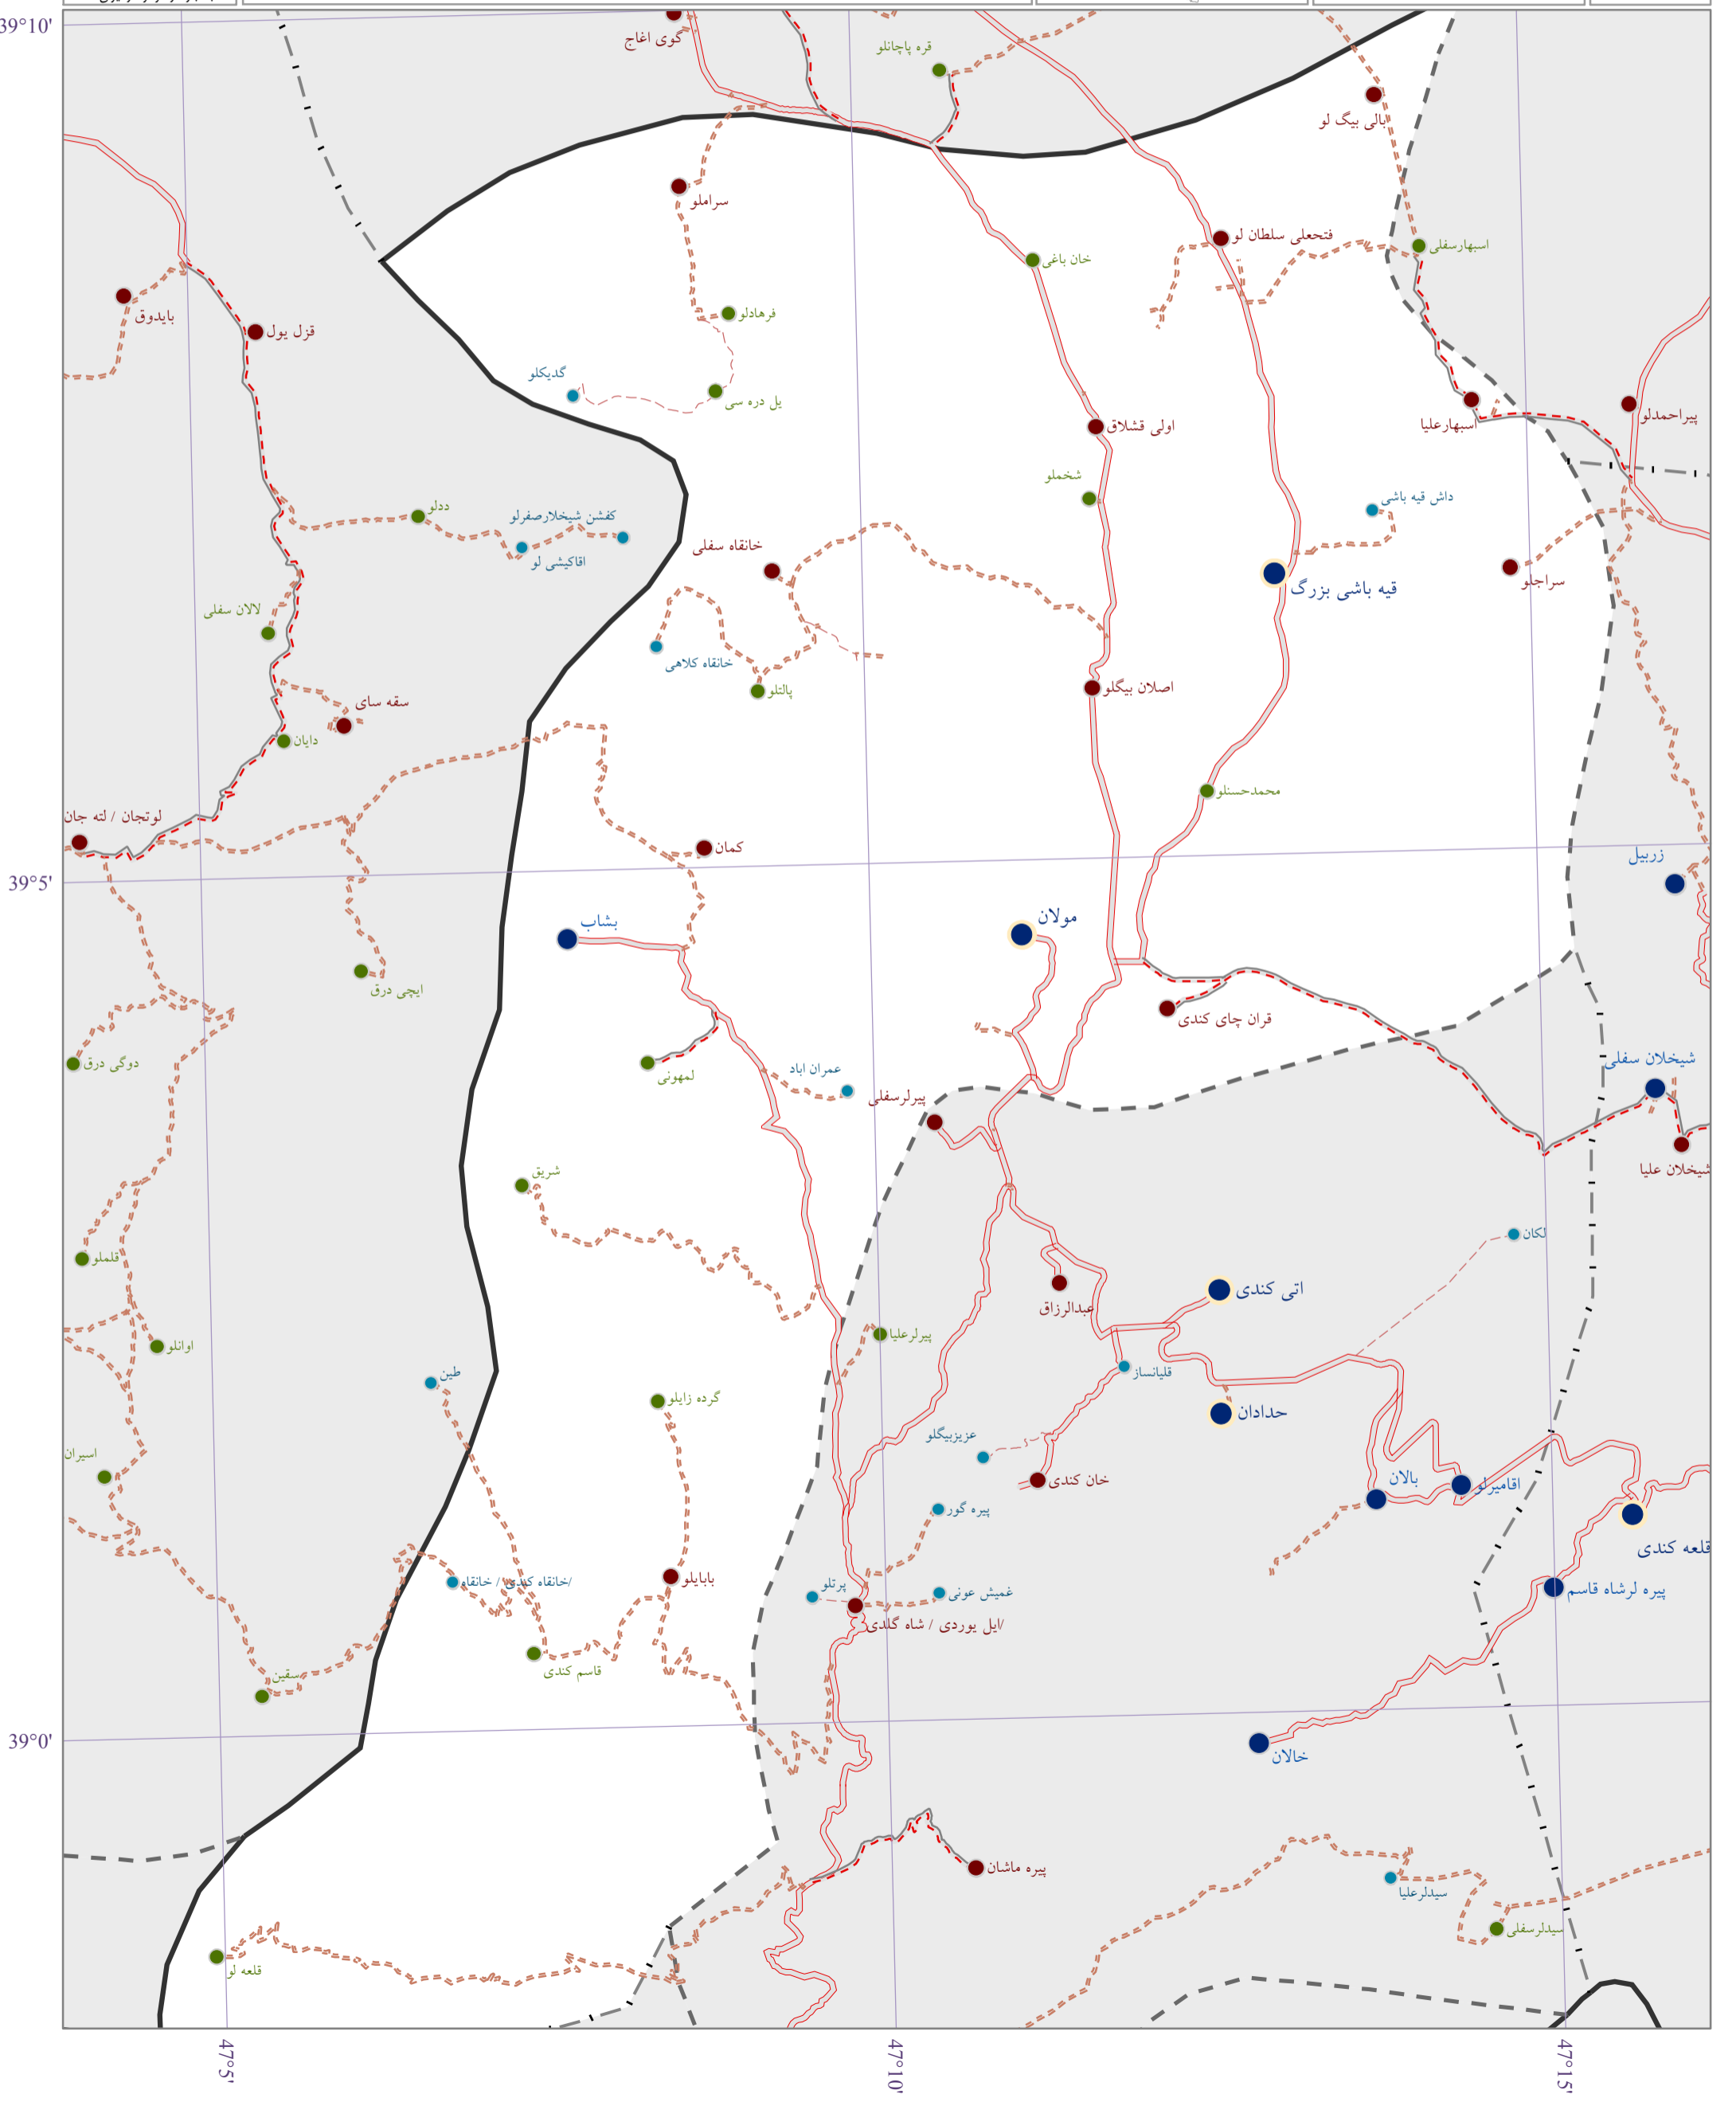 39°10'
گوی اغاج
قره پاچانلو
بالی بیگ لو
سراملو
فتحعلی سلطان لو
اسبهارسفلی
خان باغی
بایدوق
قزل یول
فرهادلو
گدیکلو
یل دره سی
اولی قشلاق
اسبهارعلیا
پیراحمدلو
شخملو
داش قیه باشی
ددلو
کفشن شیخلارصفرلو
اقاکیشی لو
خانقاه سفلی
قیه باشی بزرگ
سراجلو
لالان سفلی
خانقاه کلاهی
پالتلو
اصلان بیگلو
سقه سای
دایان
محمدحسنلو
لوتجان / لته جان
کمان
زربیل
39°5'
بشاب
مولان
ایچی درق
قران چای کندی
دوگی درق
لمهونی
عمران اباد
شیخلان سفلی
پیرلرسفلی
شیخلان علیا
شریق
لکان
قلملو
اتی کندی
عبدالرزاق
اوانلو
پیرلرعلیا
طین
قلیانساز
گرده زایلو
حدادان
عزیزبیگلو
اسیران
خان کندی
بالان
اقامیرلو
پیره گور
قلعه کندی
خانقاه کندی / خانقاه/
بابایلو
پرتلو
غمیش عونی
پیره لرشاه قاسم
ایل یوردی / شاه گلدی/
قاسم کندی
سقین
39°0'
خالان
پیره ماشان
سیدلرعلیا
سیدلرسفلی
قلعه لو
47°5'
47°10'
47°15'